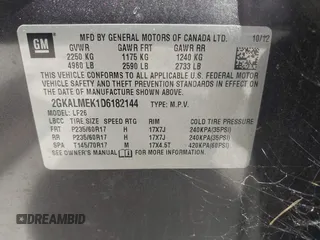 GM
MFD BY GENERAL MOTORS OF CANADA LTD. 10/12
GVWR GAWR FRT GAWR RR
2250 KG 1175 KG 1240 KG
4960 LB 2590 LB 2733 LB
THIS VEHICLE CONFORMS TO ALL APPLICABLE U.S. FEDERAL MOTOR
VEHICLE SAFETY, BUMPER, AND
THEFT PREVENTION STANDARDS IN EFFECT ON THE DATE OF
MANUFACTURE SHOWN ABOVE.
2GKALMEK1D6182144 TYPE: M.P.V.
MODEL: LF26
LBCC TIRE SIZE SPEED RTG RIM COLD TIRE PRESSURE
FRT P235/60R17 H 17X7J 240KPA(35PSI)
RR P235/60R17 H 17X7J 240KPA(35PSI)
SPA T145/70R17 M 17X4.5T 420KPA(60PSI)
SEE OWNER'S MANUAL FOR ADDITIONAL INFORMATION.
DREAMBID